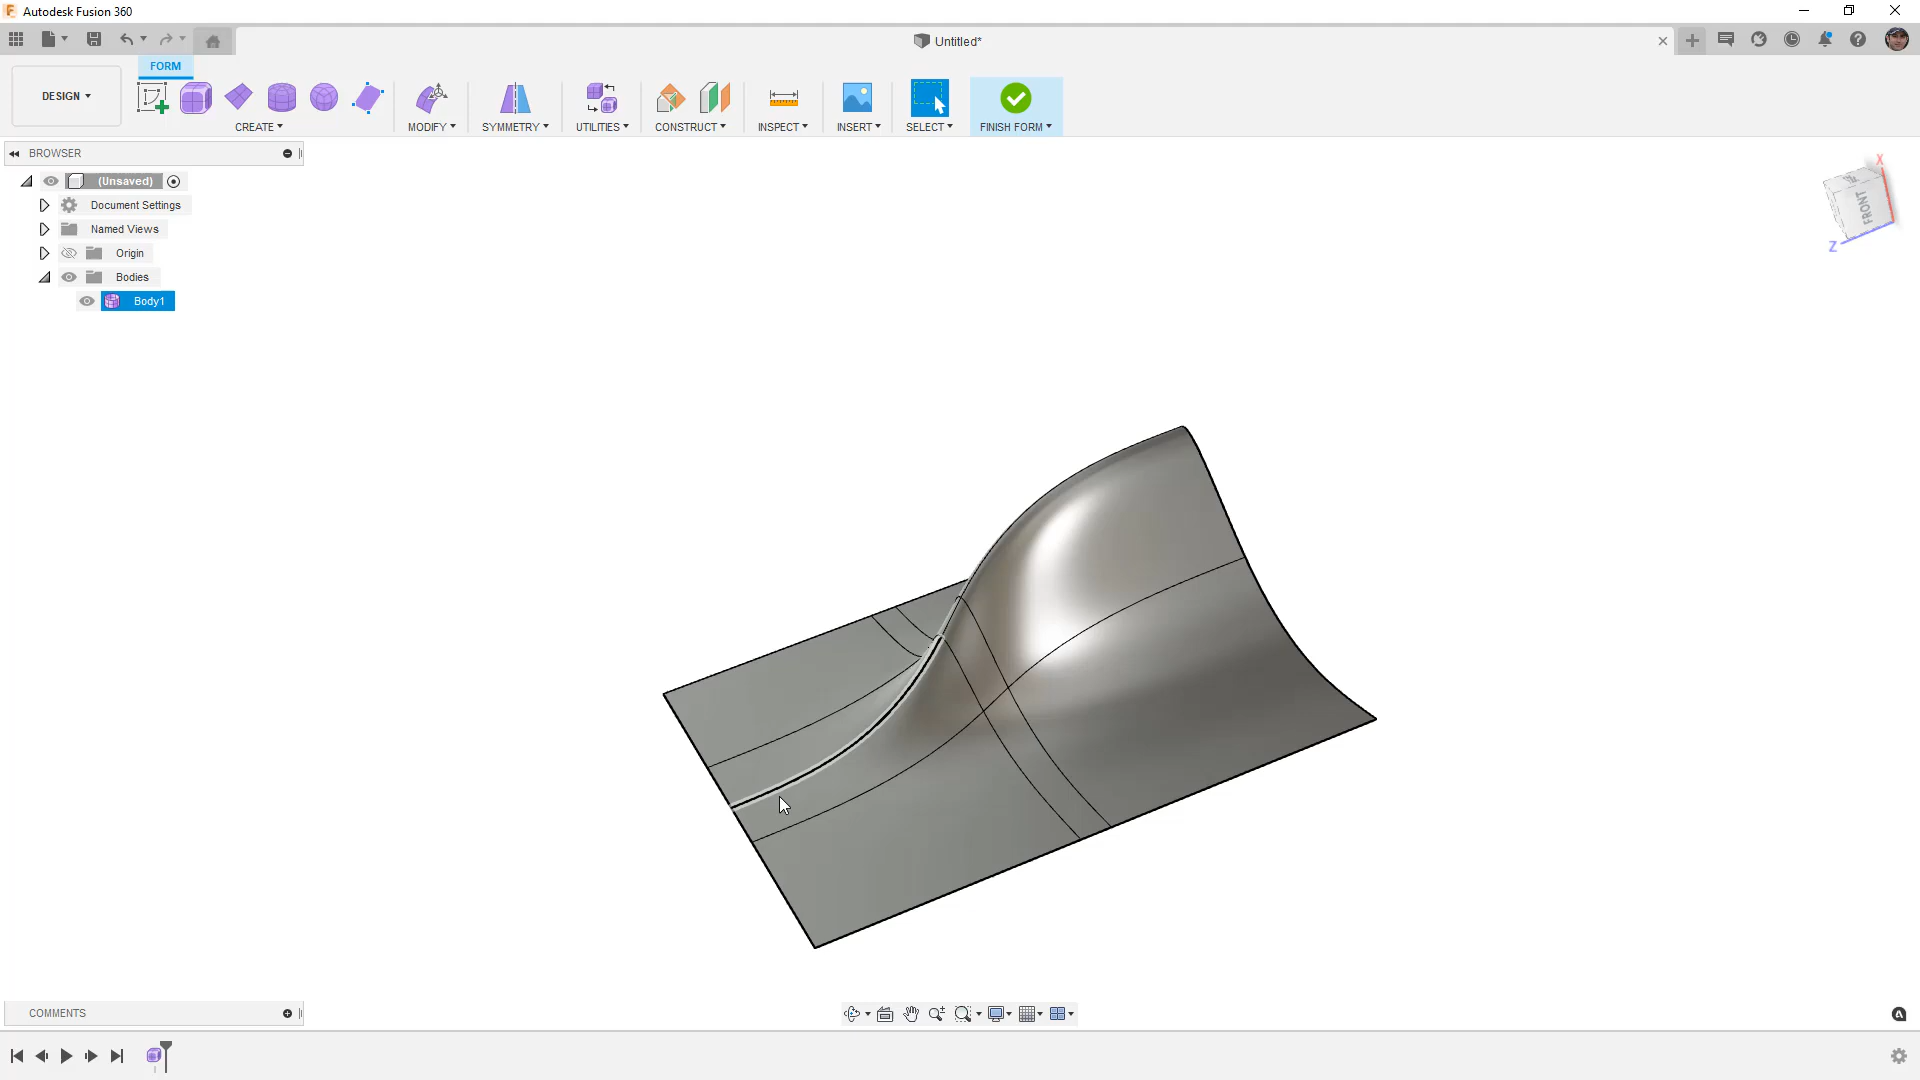 Autodesk Fusion 360
Untitled*
FORM
DESIGN
CREATE
MODIFY
SYMMETRY
UTILITIES
CONSTRUCT
INSPECT
INSERT
SELECT
FINISH FORM
BROWSER
(Unsaved)
Document Settings
Named Views
Origin
Bodies
Body1
X
FRONT
Z
COMMENTS